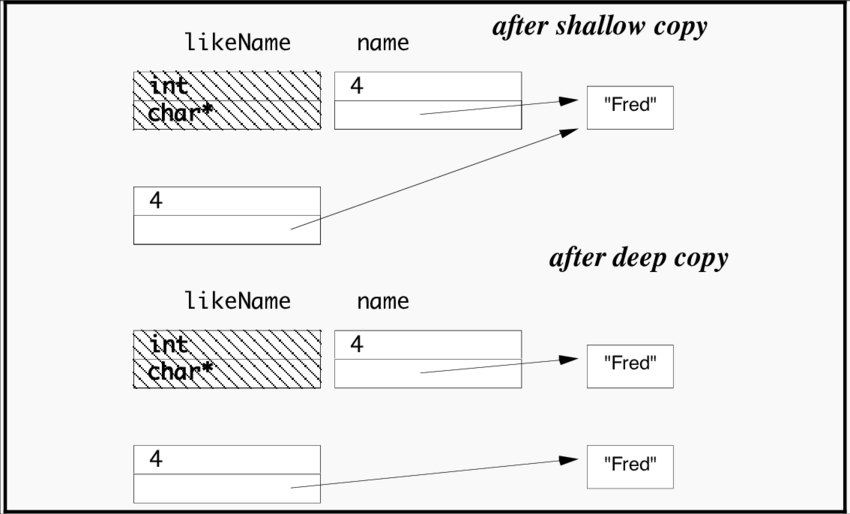 after shallow copy
likeName name
int 4
char*
"Fred"
4
after deep copy
likeName name
int 4
char*
"Fred"
4
"Fred"